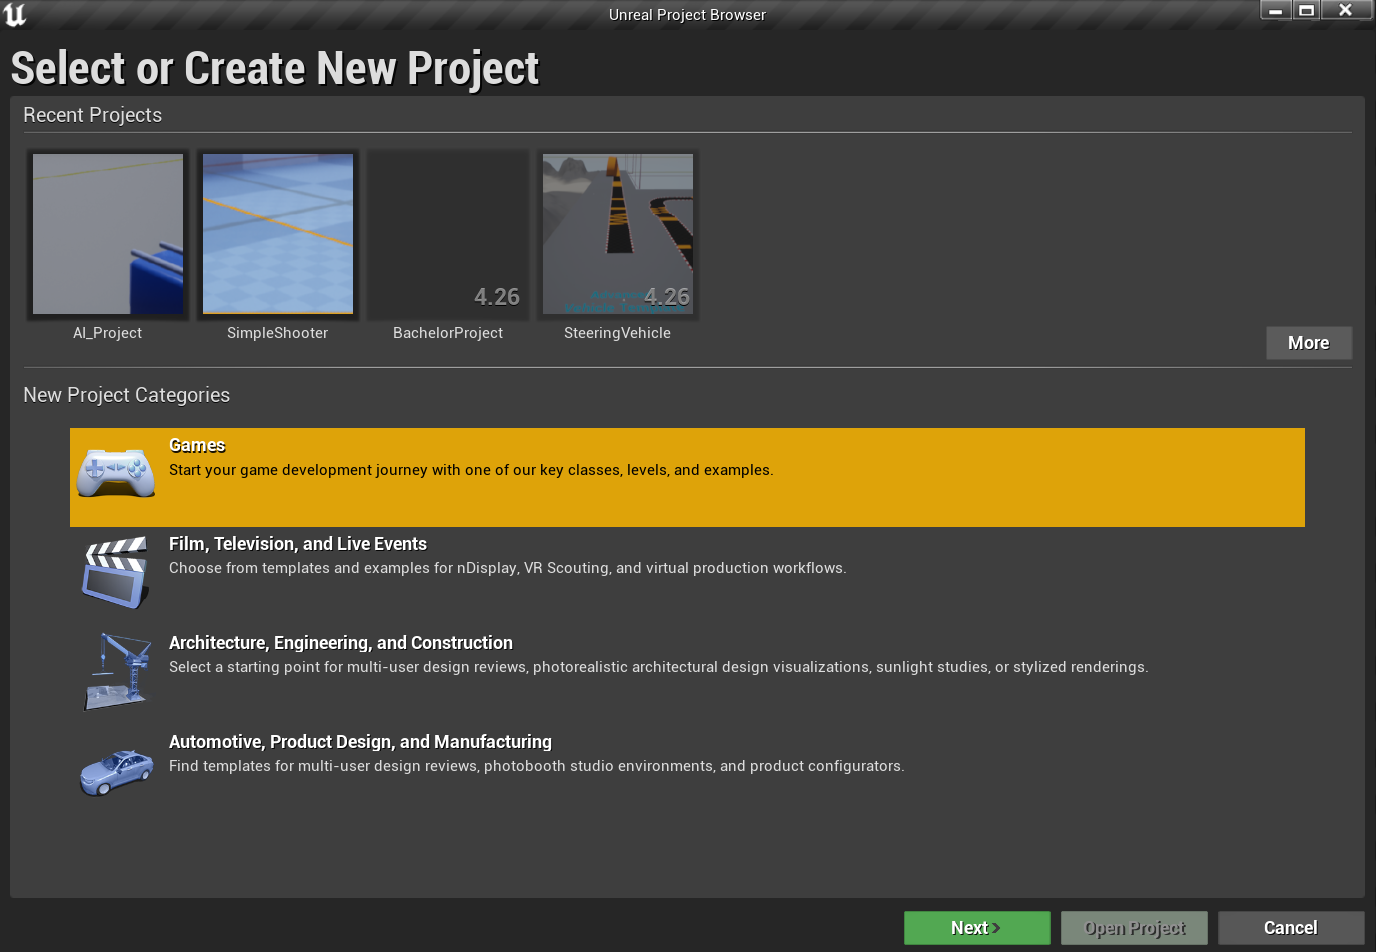 Unreal Project Browser
Select or Create New Project
Recent Projects
4.26
4.26
AI_Project
SimpleShooter
BachelorProject
SteeringVehicle
More
New Project Categories
Games
Start your game development journey with one of our key classes, levels, and examples.
Film, Television, and Live Events
Choose from templates and examples for nDisplay, VR Scouting, and virtual production workflows.
Architecture, Engineering, and Construction
Select a starting point for multi-user design reviews, photorealistic architectural design visualizations, sunlight studies, or stylized renderings.
Automotive, Product Design, and Manufacturing
Find templates for multi-user design reviews, photobooth studio environments, and product configurators.
Next
Open Project
Cancel